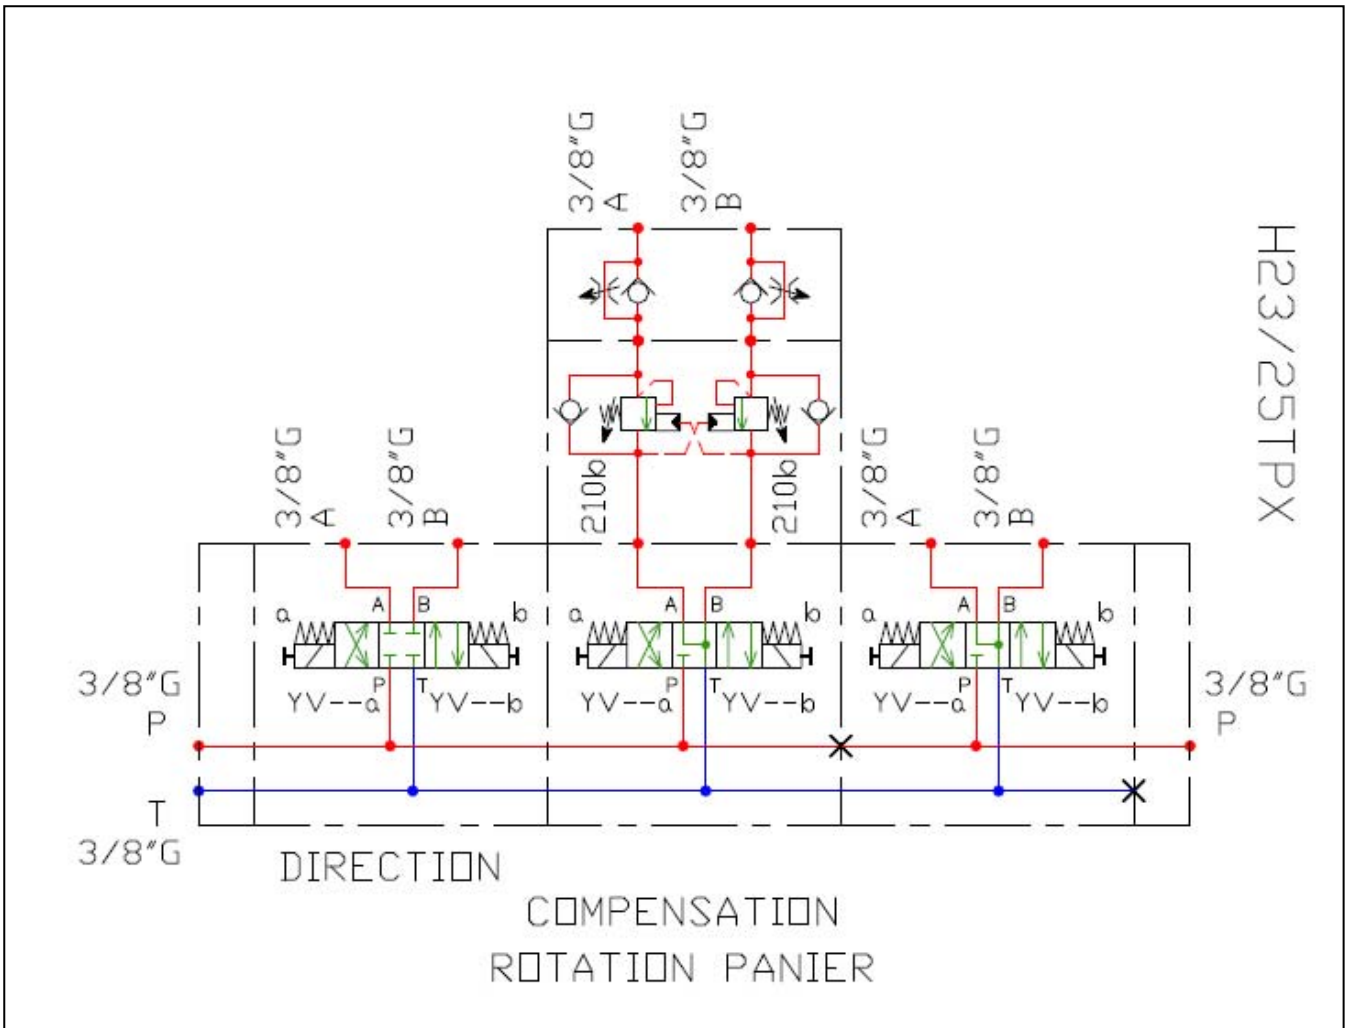 3/8"G
A
3/8"G
B
H23/25TPX
210b
210b
3/8"G
A
3/8"G
B
3/8"G
A
3/8"G
B
a
A
B
b
P
T
YV--a
YV--b
a
A
B
b
P
T
YV--a
YV--b
a
A
B
b
P
T
YV--a
YV--b
3/8"G
P
3/8"G
P
T
3/8"G
DIRECTION
COMPENSATION
ROTATION PANIER